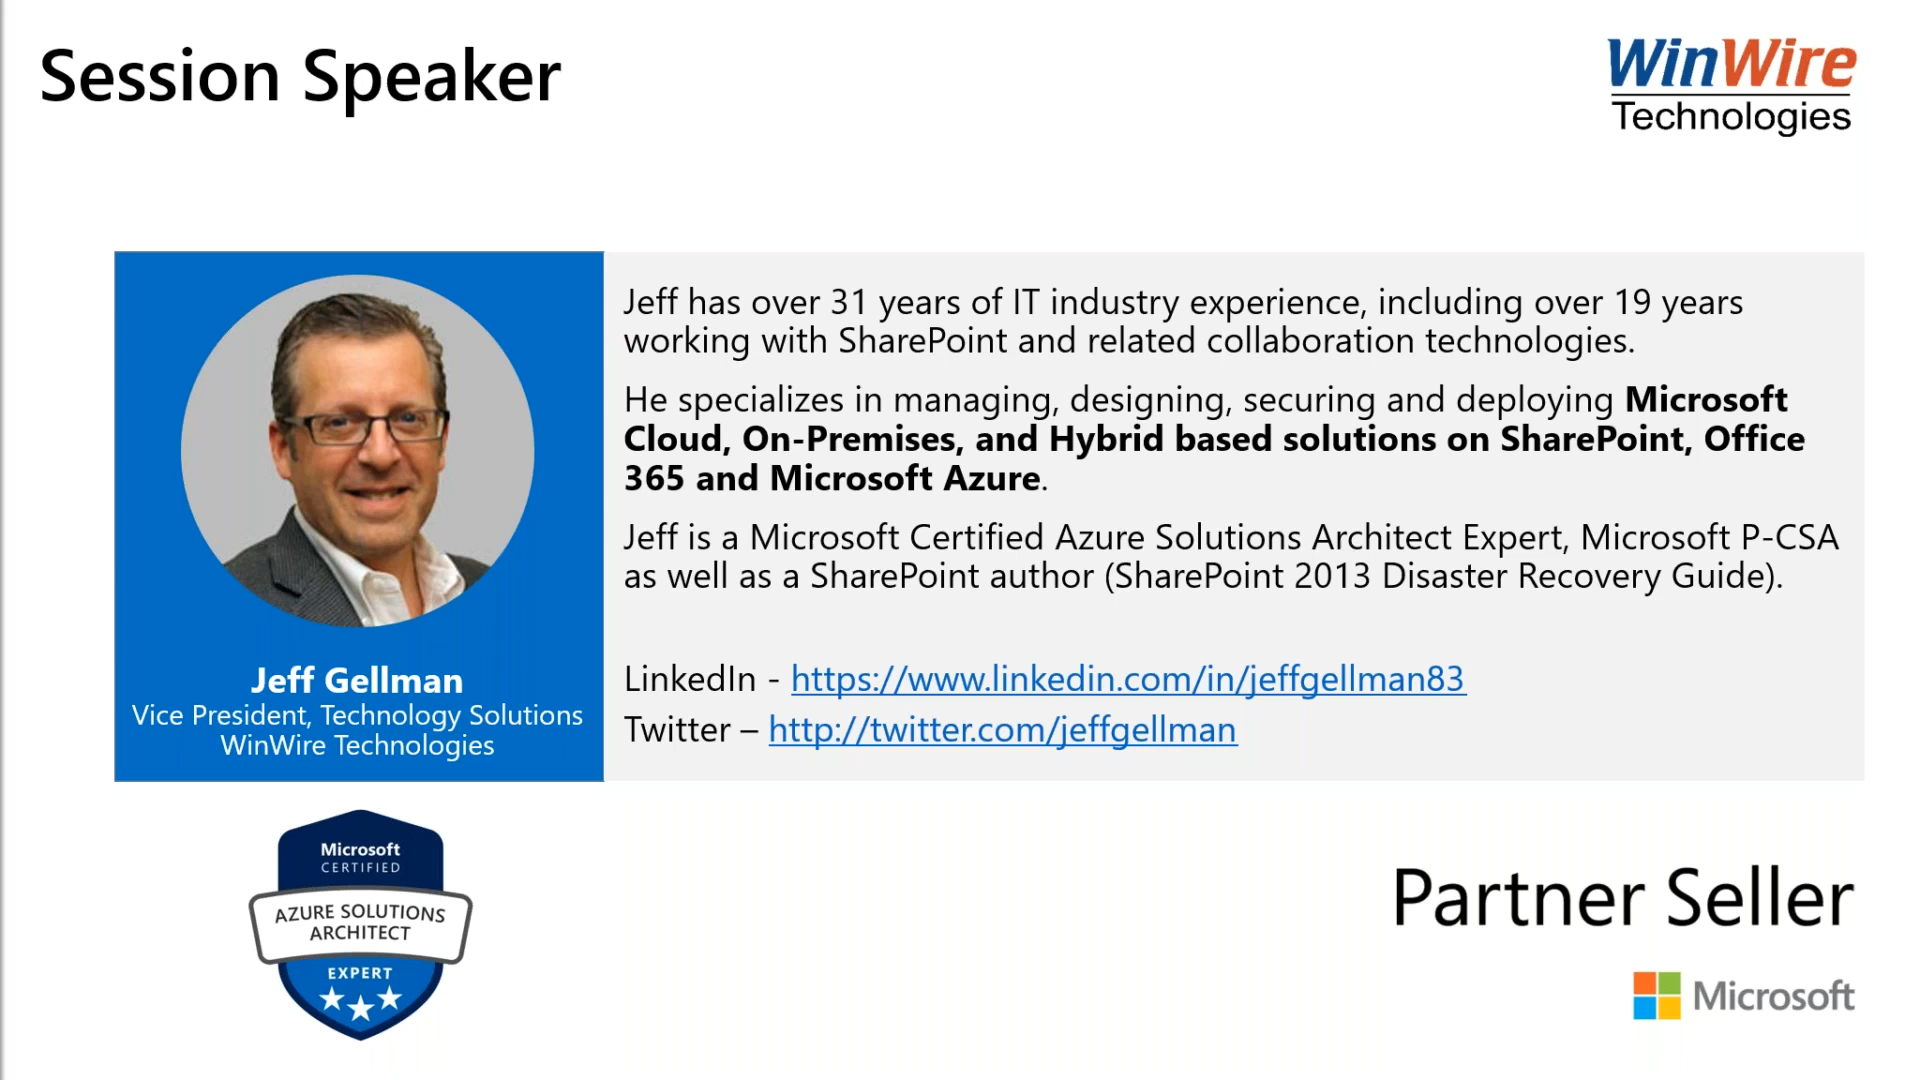 Session Speaker
WinWire
Technologies
Jeff has over 31 years of IT industry experience, including over 19 years
working with SharePoint and related collaboration technologies.
He specializes in managing, designing, securing and deploying Microsoft
Cloud, On-Premises, and Hybrid based solutions on SharePoint, Office
365 and Microsoft Azure.
Jeff is a Microsoft Certified Azure Solutions Architect Expert, Microsoft P-CSA
as well as a SharePoint author (SharePoint 2013 Disaster Recovery Guide).
LinkedIn - https://www.linkedin.com/in/jeffgellman83
Twitter – http://twitter.com/jeffgellman
Jeff Gellman
Vice President, Technology Solutions
WinWire Technologies
Microsoft
CERTIFIED
AZURE SOLUTIONS
ARCHITECT
EXPERT
Partner Seller
Microsoft